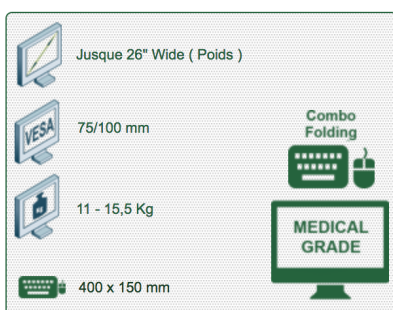 Jusque 26" Wide ( Poids )
VESA
75/100 mm
Combo
Folding
KG
11 - 15,5 Kg
MEDICAL
GRADE
400 x 150 mm